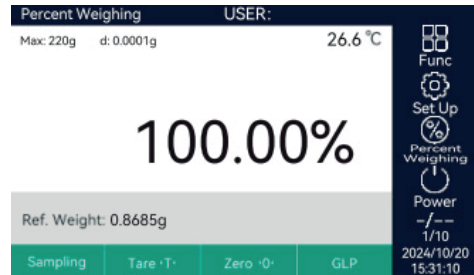 Percent Weighing USER:
Max: 220g d: 0.0001g 26.6 °C
100.00%
Ref. Weight: 0.8685g
Sampling Tare ·T· Zero ·0· GLP
Func
Set Up
%
Percent
Weighing
Power
-/--
1/10
2024/10/20
15:31:10